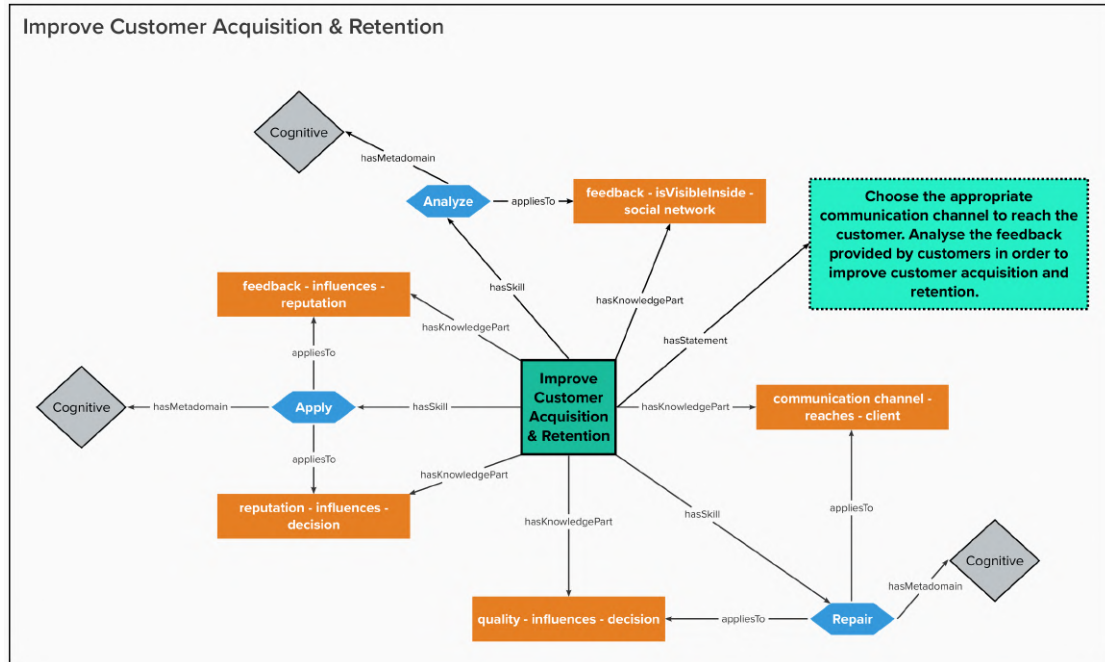 Improve Customer Acquisition & Retention
Cognitive
hasMetadomain
Analyze
appliesTo
feedback - isVisibleInside -
social network
Choose the appropriate
communication channel to reach the
customer. Analyse the feedback
provided by customers in order to
improve customer acquisition and
retention.
feedback - influences -
reputation
hasSkill
hasKnowledgePart
hasKnowledgePart
hasStatement
appliesTo
Improve
Customer
Acquisition
& Retention
Cognitive
hasMetadomain
Apply
hasSkill
hasKnowledgePart
communication channel -
reaches - client
appliesTo
hasKnowledgePart
reputation - influences -
decision
hasKnowledgePart
hasSkill
appliesTo
Cognitive
hasMetadomain
quality - influences - decision
appliesTo
Repair